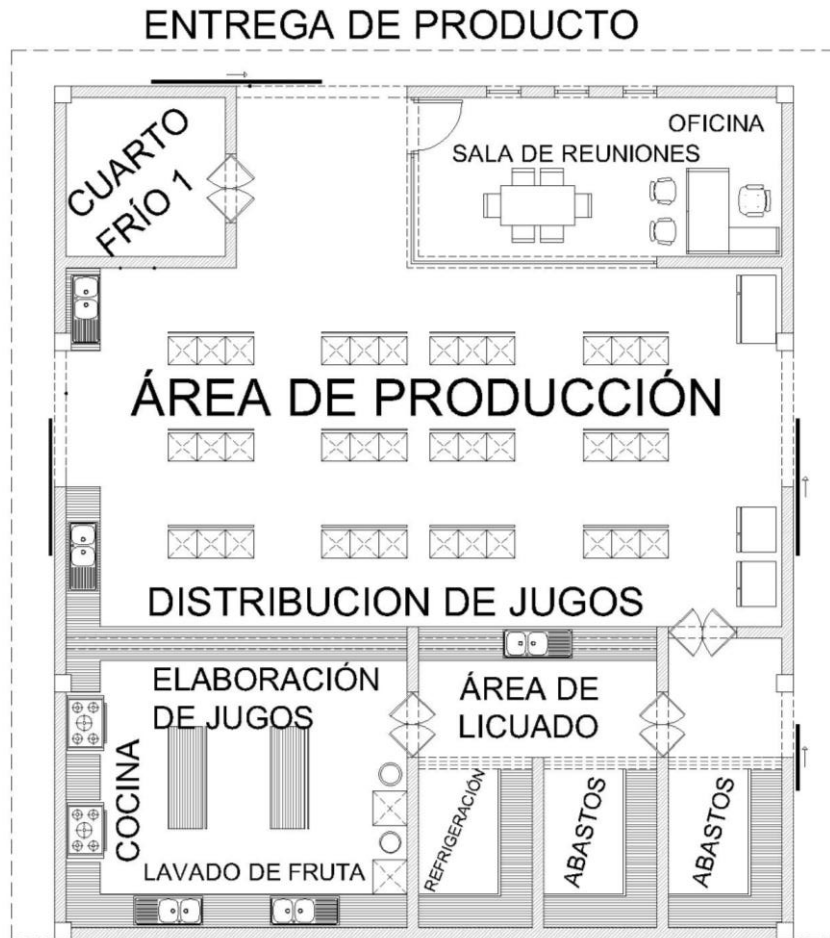 ENTREGA DE PRODUCTO
CUARTO
FRÍO 1
OFICINA
SALA DE REUNIONES
ÁREA DE PRODUCCIÓN
DISTRIBUCION DE JUGOS
ELABORACIÓN
DE JUGOS
ÁREA DE
LICUADO
COCINA
REFRIGERACIÓN
ABASTOS
ABASTOS
LAVADO DE FRUTA